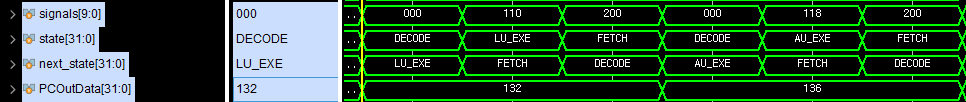 signals[9:0] 000 .. 000 110 200 000 118 200
state[31:0] DECODE .. DECODE LU_EXE FETCH DECODE AU_EXE FETCH
next_state[31:0] LU_EXE .. LU_EXE FETCH DECODE AU_EXE FETCH DECODE
PCOutData[31:0] 132 .. 132 136